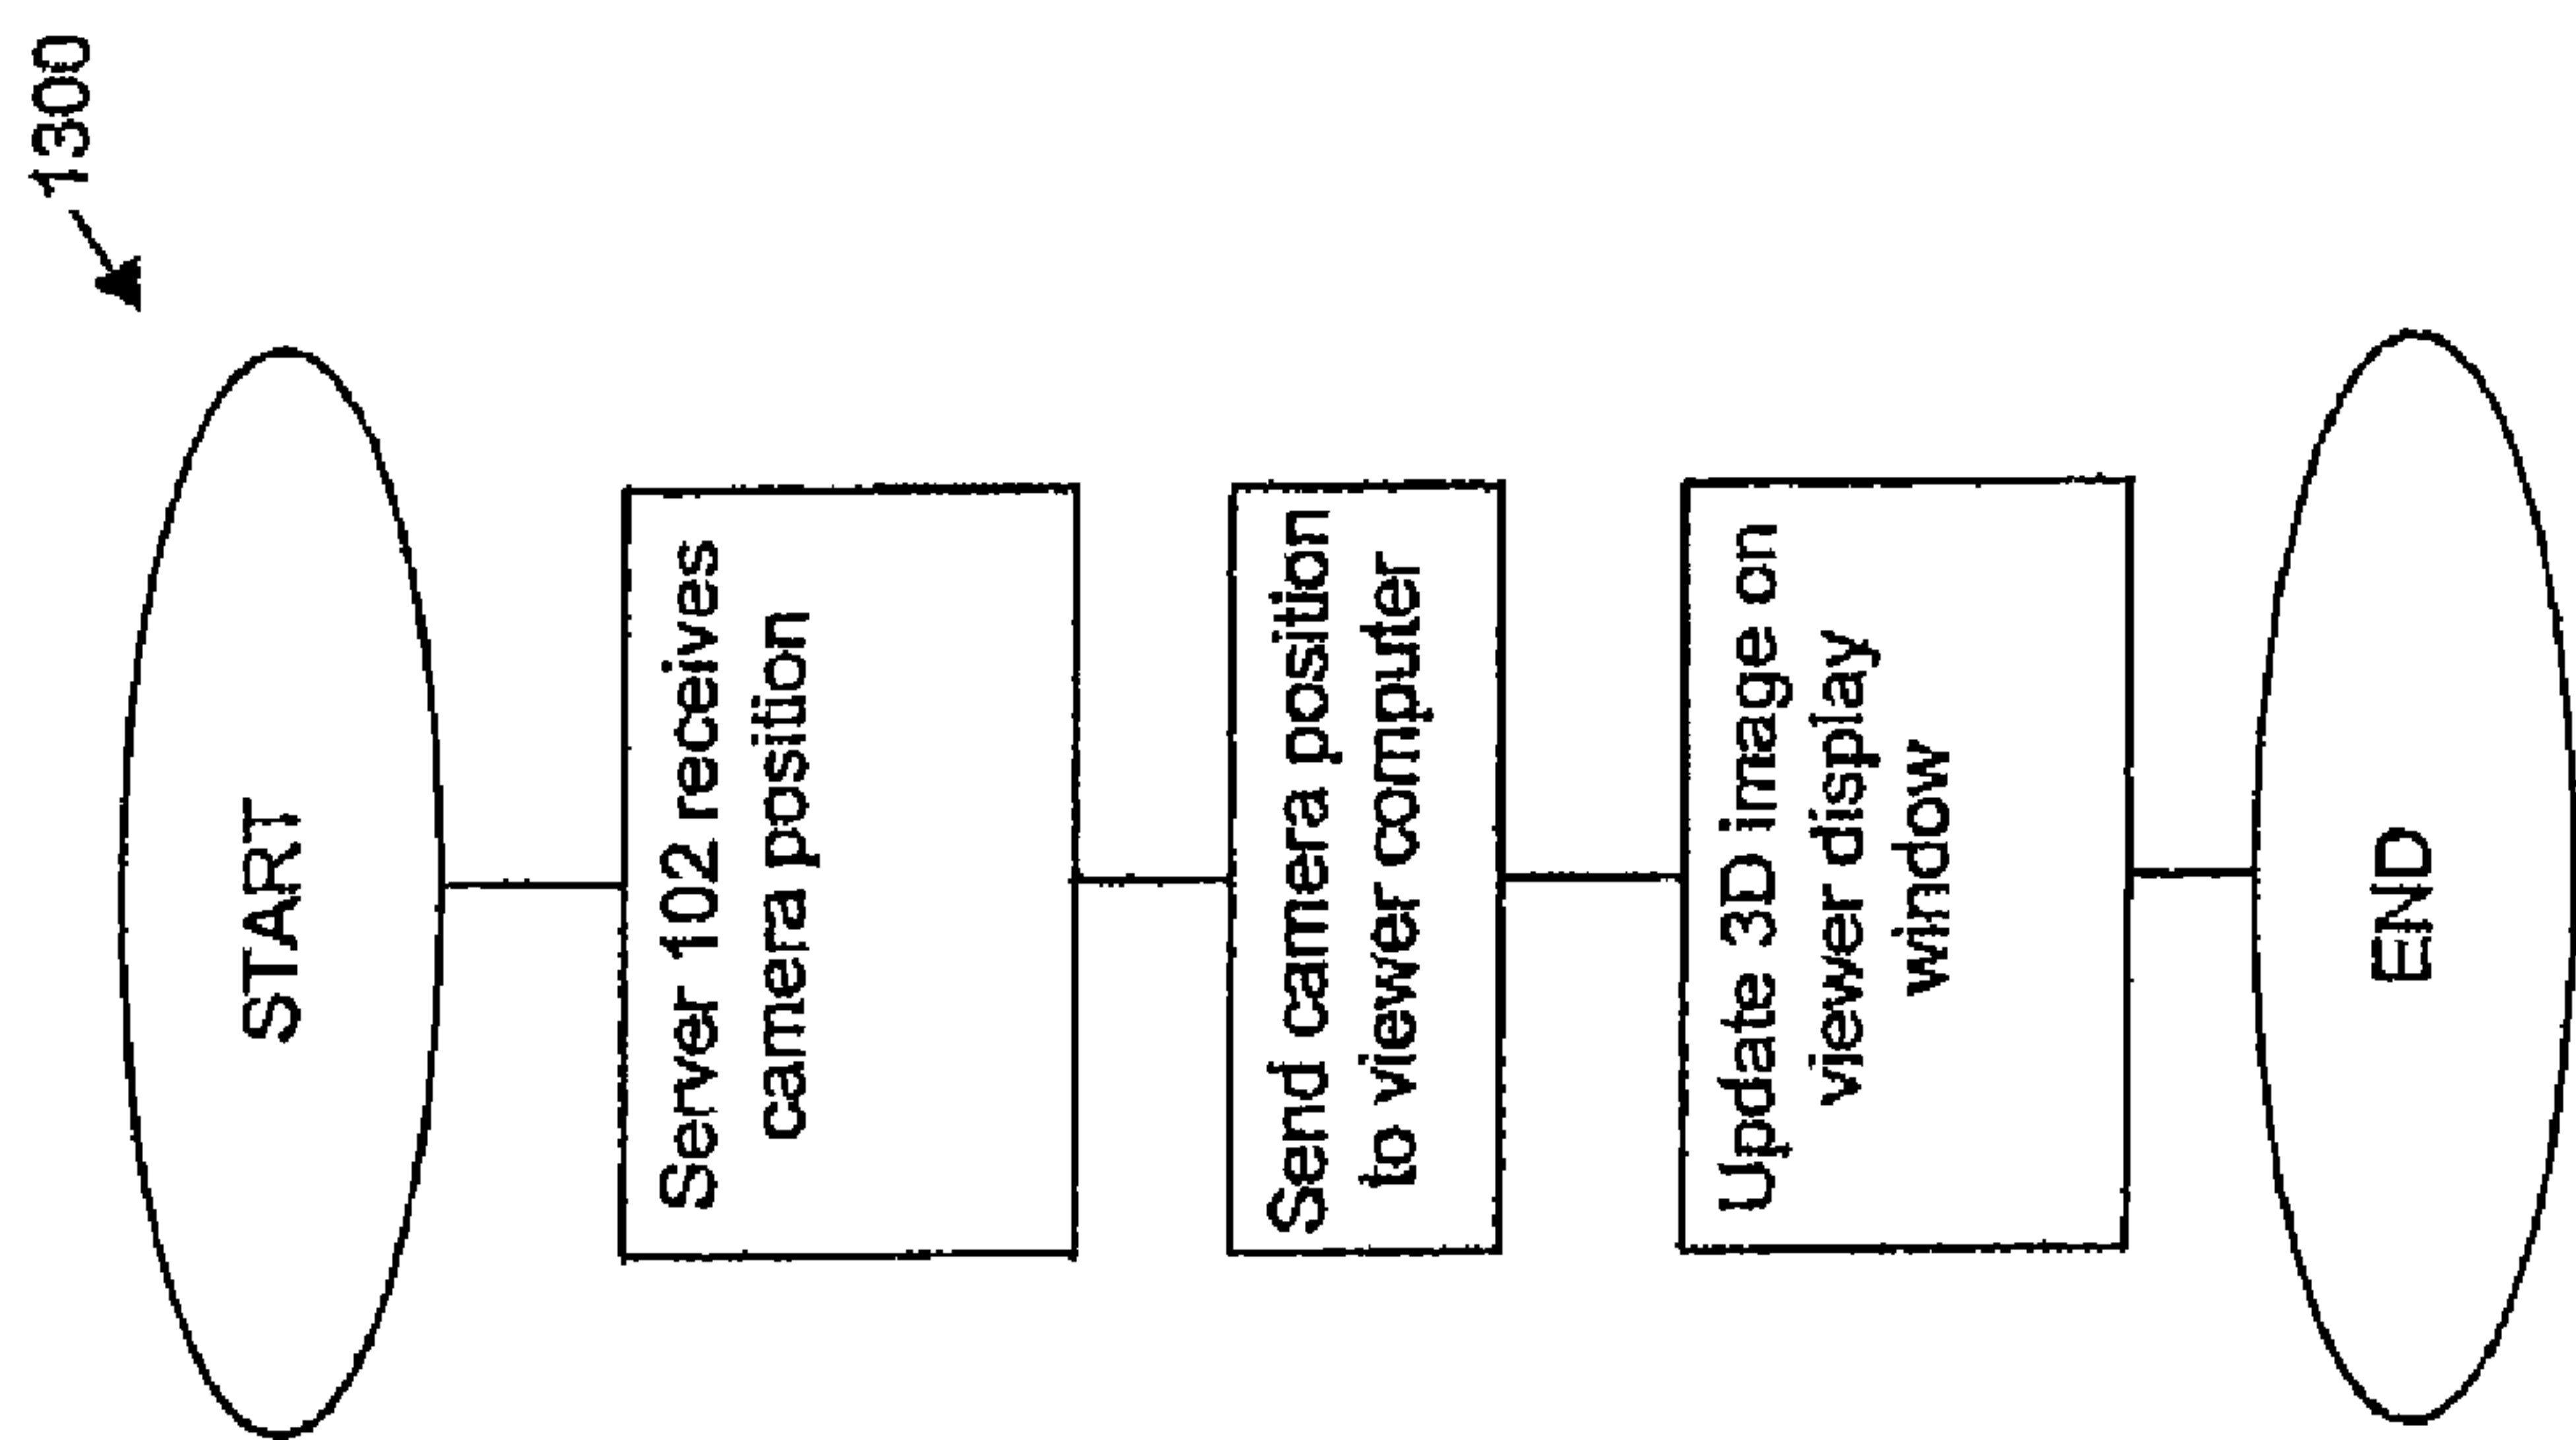 1300
START
Server 102 receives
camera position
Send camera position
to viewer computer
Update 3D image on
viewer display
window
END